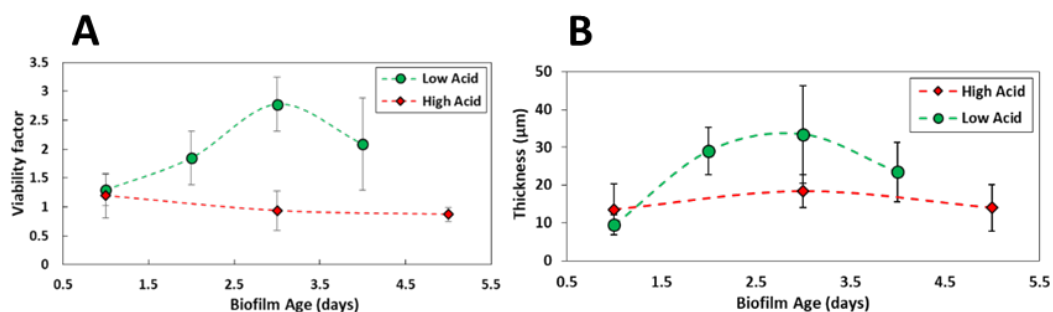 A
3.5
3
2.5
2
1.5
1
0.5
0
Viability factor
0.5 1.5 2.5 3.5 4.5 5.5
Biofilm Age (days)
Low Acid
High Acid
B
50
40
30
20
10
0
Thickness (µm)
0.5 1.5 2.5 3.5 4.5 5.5
Biofilm Age (days)
High Acid
Low Acid